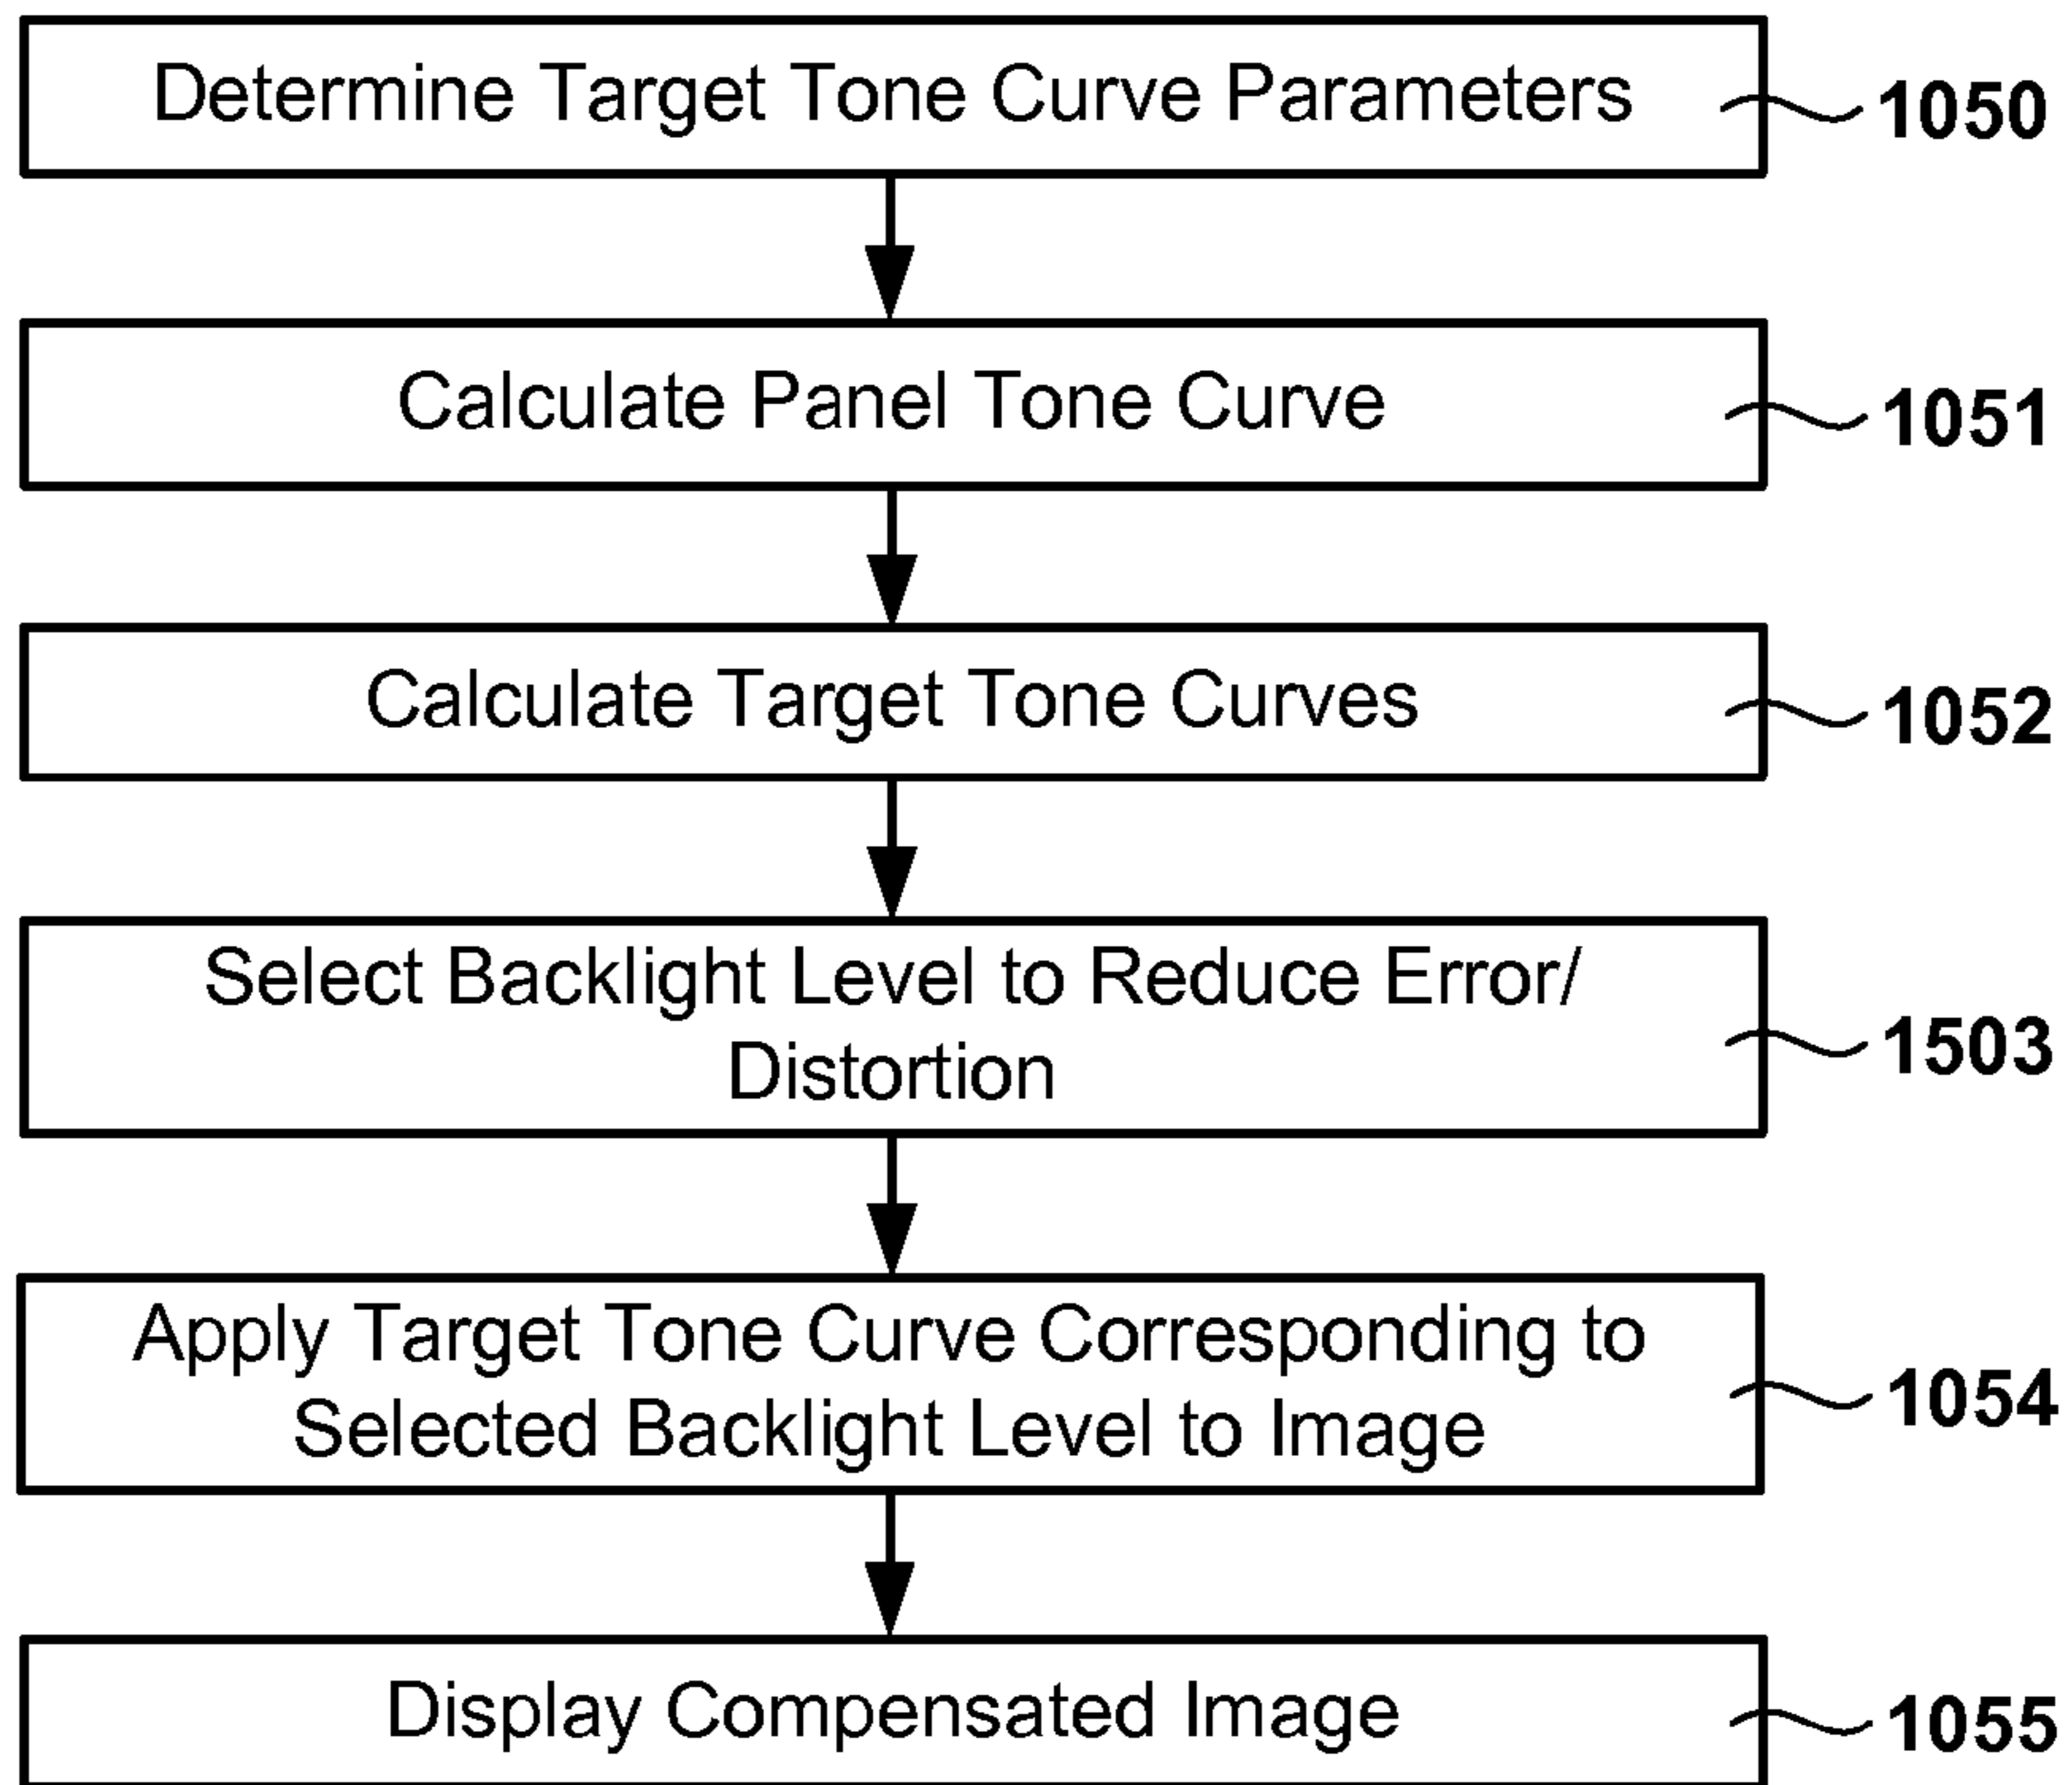 Determine Target Tone Curve Parameters
1050
Calculate Panel Tone Curve
1051
Calculate Target Tone Curves
1052
Select Backlight Level to Reduce Error/
Distortion
1503
Apply Target Tone Curve Corresponding to
Selected Backlight Level to Image
1054
Display Compensated Image
1055